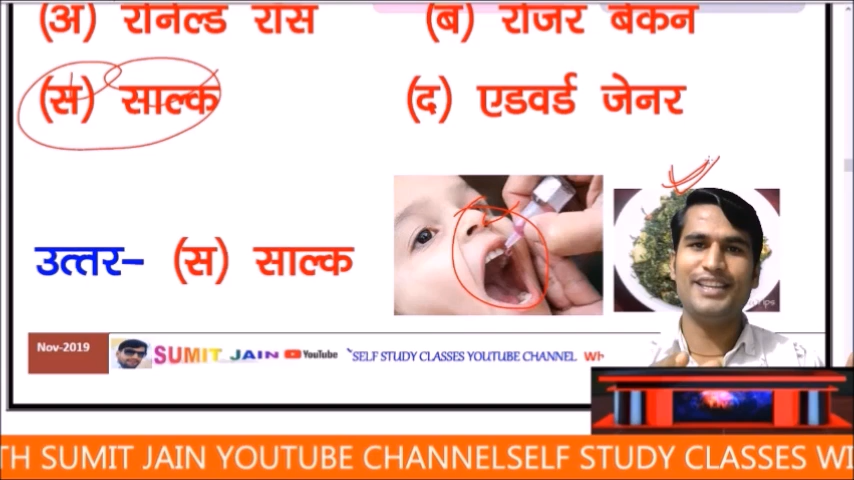 (अ) रोनेल्ड रॉस (ब) रोजर बेकन
(स) साल्क (द) एडवर्ड जेनर
उत्तर– (स) साल्क
Nov-2019 SUMIT JAIN YouTube `SELF STUDY CLASSES YOUTUBE CHANNEL Wh
TH SUMIT JAIN YOUTUBE CHANNELSELF STUDY CLASSES WI